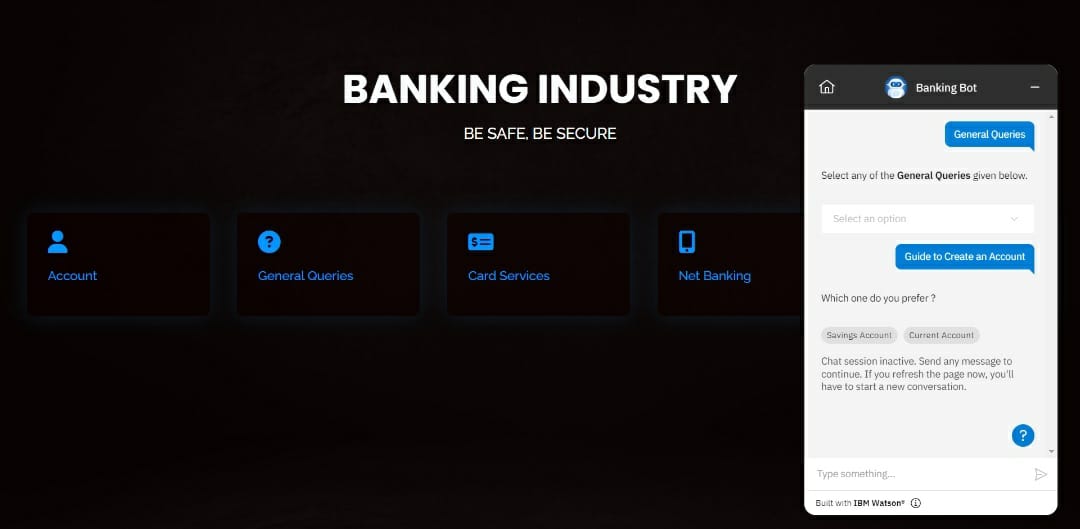 BANKING INDUSTRY
BE SAFE, BE SECURE
Account
General Queries
Card Services
Net Banking
Banking Bot
General Queries
Select any of the General Queries given below.
Select an option
Guide to Create an Account
Which one do you prefer ?
Savings Account
Current Account
Chat session inactive. Send any message to
continue. If you refresh the page now, you'll
have to start a new conversation.
?
Type something...
Built with IBM Watson®